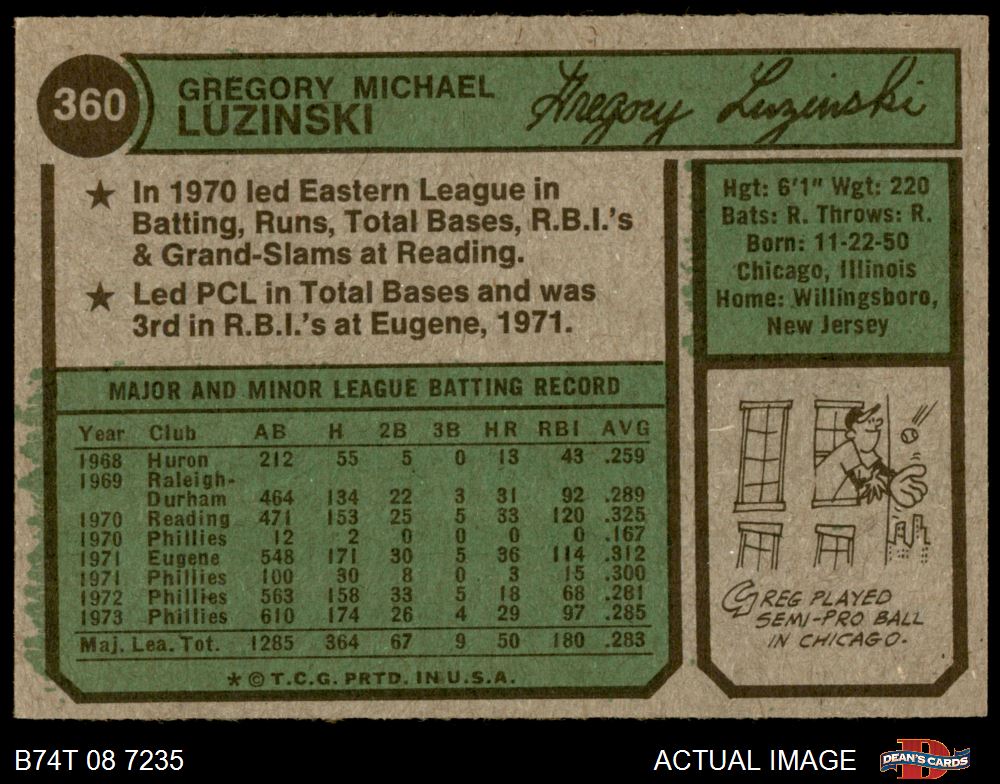 360
GREGORY MICHAEL
LUZINSKI
Gregory Luzinski
★ In 1970 led Eastern League in
Batting, Runs, Total Bases, R.B.I.'s
& Grand-Slams at Reading.
★ Led PCL in Total Bases and was
3rd in R.B.I.'s at Eugene, 1971.
Hgt: 6'1" Wgt: 220
Bats: R. Throws: R.
Born: 11-22-50
Chicago, Illinois
Home: Willingsboro,
New Jersey
MAJOR AND MINOR LEAGUE BATTING RECORD
Year Club AB H 2B 3B HR RBI AVG
1968 Huron 212 55 5 0 13 43 .259
1969 Raleigh-
Durham 464 134 22 3 31 92 .289
1970 Reading 471 153 25 5 33 120 .325
1970 Phillies 12 2 0 0 0 0 .167
1971 Eugene 548 171 30 5 36 114 .312
1971 Phillies 100 30 8 0 3 15 .300
1972 Phillies 563 158 33 5 18 68 .281
1973 Phillies 610 174 26 4 29 97 .285
Maj. Lea. Tot. 1285 364 67 9 50 180 .283
* © T.C.G. PRTD. IN U.S.A.
GREG PLAYED
SEMI-PRO BALL
IN CHICAGO.
B74T 08 7235
ACTUAL IMAGE
DEAN'S CARDS